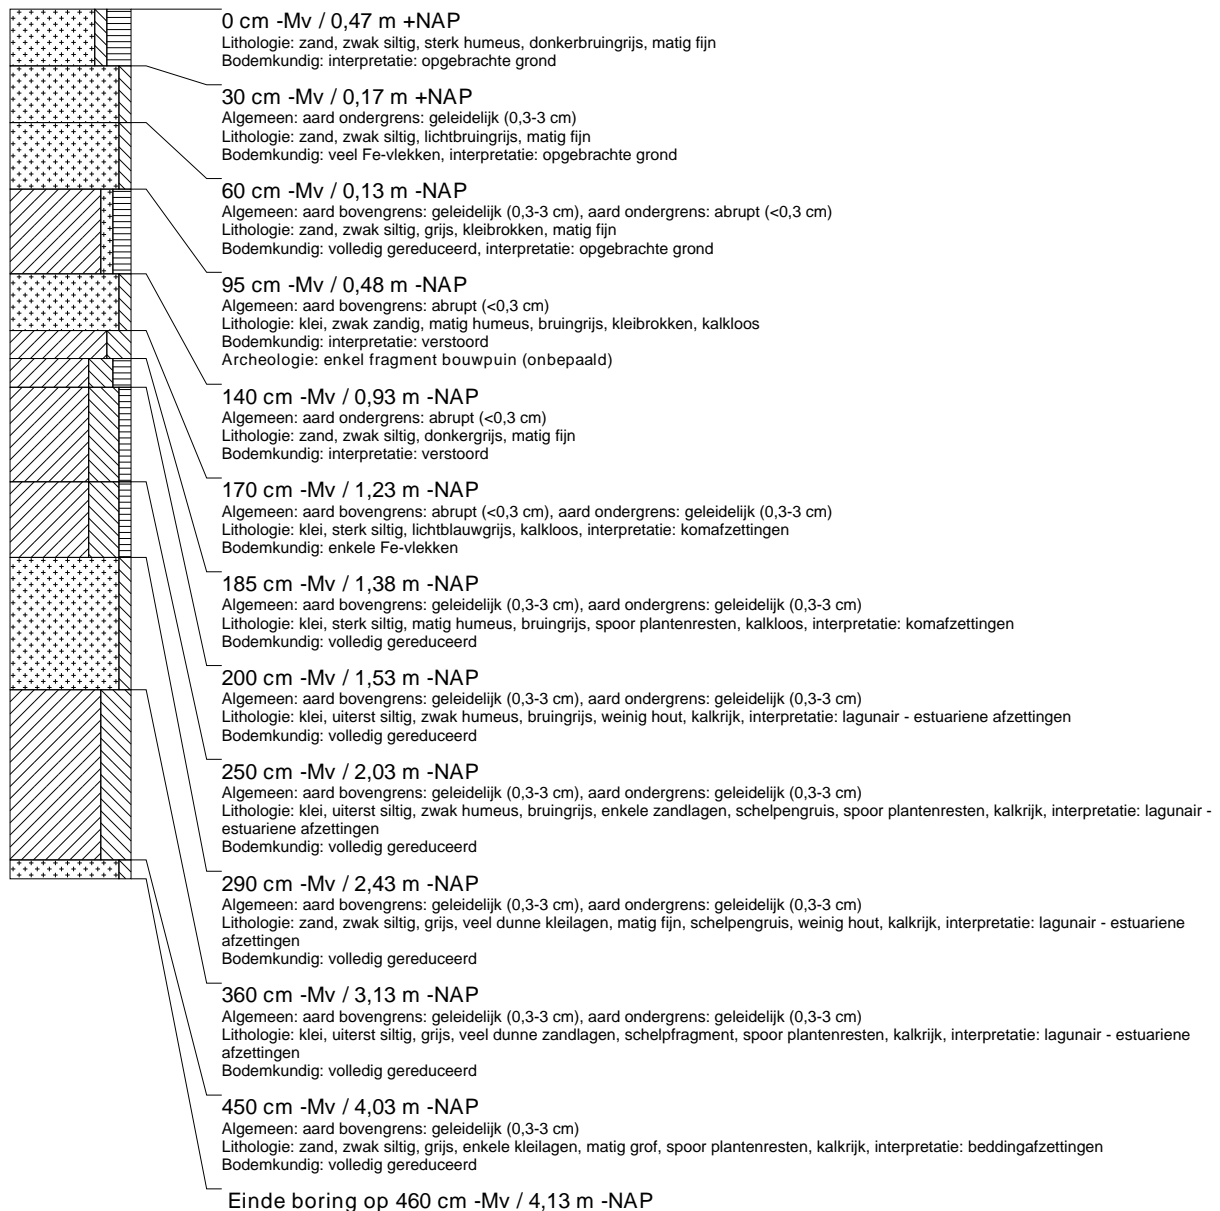 0 cm -Mv / 0,47 m +NAP
Lithologie: zand, zwak siltig, sterk humeus, donkerbruingrijs, matig fijn
Bodemkundig: interpretatie: opgebrachte grond
30 cm -Mv / 0,17 m +NAP
Algemeen: aard ondergrens: geleidelijk (0,3-3 cm)
Lithologie: zand, zwak siltig, lichtbruingrijs, matig fijn
Bodemkundig: veel Fe-vlekken, interpretatie: opgebrachte grond
60 cm -Mv / 0,13 m -NAP
Algemeen: aard bovengrens: geleidelijk (0,3-3 cm), aard ondergrens: abrupt (<0,3 cm)
Lithologie: zand, zwak siltig, grijs, kleibrokken, matig fijn
Bodemkundig: volledig gereduceerd, interpretatie: opgebrachte grond
95 cm -Mv / 0,48 m -NAP
Algemeen: aard bovengrens: abrupt (<0,3 cm)
Lithologie: klei, zwak zandig, matig humeus, bruingrijs, kleibrokken, kalkloos
Bodemkundig: interpretatie: verstoord
Archeologie: enkel fragment bouwpuin (onbepaald)
140 cm -Mv / 0,93 m -NAP
Algemeen: aard ondergrens: abrupt (<0,3 cm)
Lithologie: zand, zwak siltig, donkergrijs, matig fijn
Bodemkundig: interpretatie: verstoord
170 cm -Mv / 1,23 m -NAP
Algemeen: aard bovengrens: abrupt (<0,3 cm), aard ondergrens: geleidelijk (0,3-3 cm)
Lithologie: klei, sterk siltig, lichtblauwgrijs, kalkloos, interpretatie: komafzettingen
Bodemkundig: enkele Fe-vlekken
185 cm -Mv / 1,38 m -NAP
Algemeen: aard bovengrens: geleidelijk (0,3-3 cm), aard ondergrens: geleidelijk (0,3-3 cm)
Lithologie: klei, sterk siltig, matig humeus, bruingrijs, spoor plantenresten, kalkloos, interpretatie: komafzettingen
Bodemkundig: volledig gereduceerd
200 cm -Mv / 1,53 m -NAP
Algemeen: aard bovengrens: geleidelijk (0,3-3 cm), aard ondergrens: geleidelijk (0,3-3 cm)
Lithologie: klei, uiterst siltig, zwak humeus, bruingrijs, weinig hout, kalkrijk, interpretatie: lagunair - estuariene afzettingen
Bodemkundig: volledig gereduceerd
250 cm -Mv / 2,03 m -NAP
Algemeen: aard bovengrens: geleidelijk (0,3-3 cm), aard ondergrens: geleidelijk (0,3-3 cm)
Lithologie: klei, uiterst siltig, zwak humeus, bruingrijs, enkele zandlagen, schelpengruis, spoor plantenresten, kalkrijk, interpretatie: lagunair -
estuariene afzettingen
Bodemkundig: volledig gereduceerd
290 cm -Mv / 2,43 m -NAP
Algemeen: aard bovengrens: geleidelijk (0,3-3 cm), aard ondergrens: geleidelijk (0,3-3 cm)
Lithologie: zand, zwak siltig, grijs, veel dunne kleilagen, matig fijn, schelpengruis, weinig hout, kalkrijk, interpretatie: lagunair - estuariene
afzettingen
Bodemkundig: volledig gereduceerd
360 cm -Mv / 3,13 m -NAP
Algemeen: aard bovengrens: geleidelijk (0,3-3 cm), aard ondergrens: geleidelijk (0,3-3 cm)
Lithologie: klei, uiterst siltig, grijs, veel dunne zandlagen, schelpfragment, spoor plantenresten, kalkrijk, interpretatie: lagunair - estuariene
afzettingen
Bodemkundig: volledig gereduceerd
450 cm -Mv / 4,03 m -NAP
Algemeen: aard bovengrens: geleidelijk (0,3-3 cm)
Lithologie: zand, zwak siltig, grijs, enkele kleilagen, matig grof, spoor plantenresten, kalkrijk, interpretatie: beddingafzettingen
Bodemkundig: volledig gereduceerd
Einde boring op 460 cm -Mv / 4,13 m -NAP